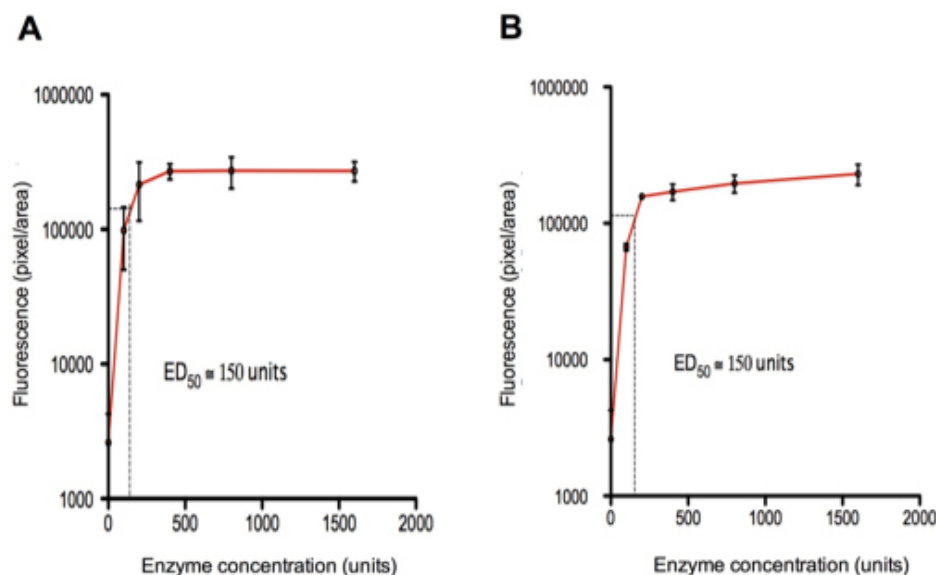 A
B
1000000
100000
10000
1000
Fluorescence (pixel/area)
ED50 ≅ 150 units
0
500
1000
1500
2000
Enzyme concentration (units)
1000000
100000
10000
1000
Fluorescence (pixel/area)
ED50 ≅ 150 units
0
500
1000
1500
2000
Enzyme concentration (units)